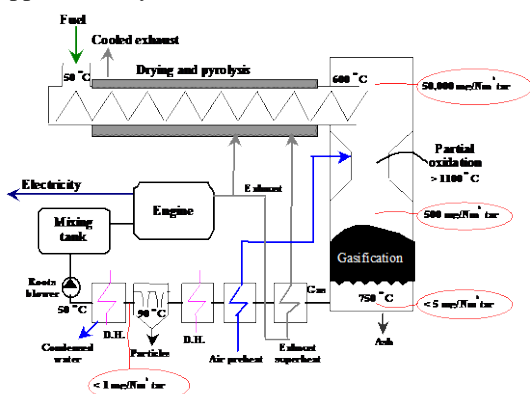 Fuel
Cooled exhaust
50 °C
Drying and pyrolysis
600 °C
50,000 mg/Nm³ tar
Partial
oxidation
> 1100 °C
Electricity
Engine
Exhaust
500 mg/Nm³ tar
Mixing
tank
Gasification
Roots
blower
50 °C
90 °C
Gas
750 °C
< 5 mg/Nm³ tar
D.H.
D.H.
Condensed
water
Particles
Air preheat
Exhaust
superheat
Ash
< 1 mg/Nm³ tar